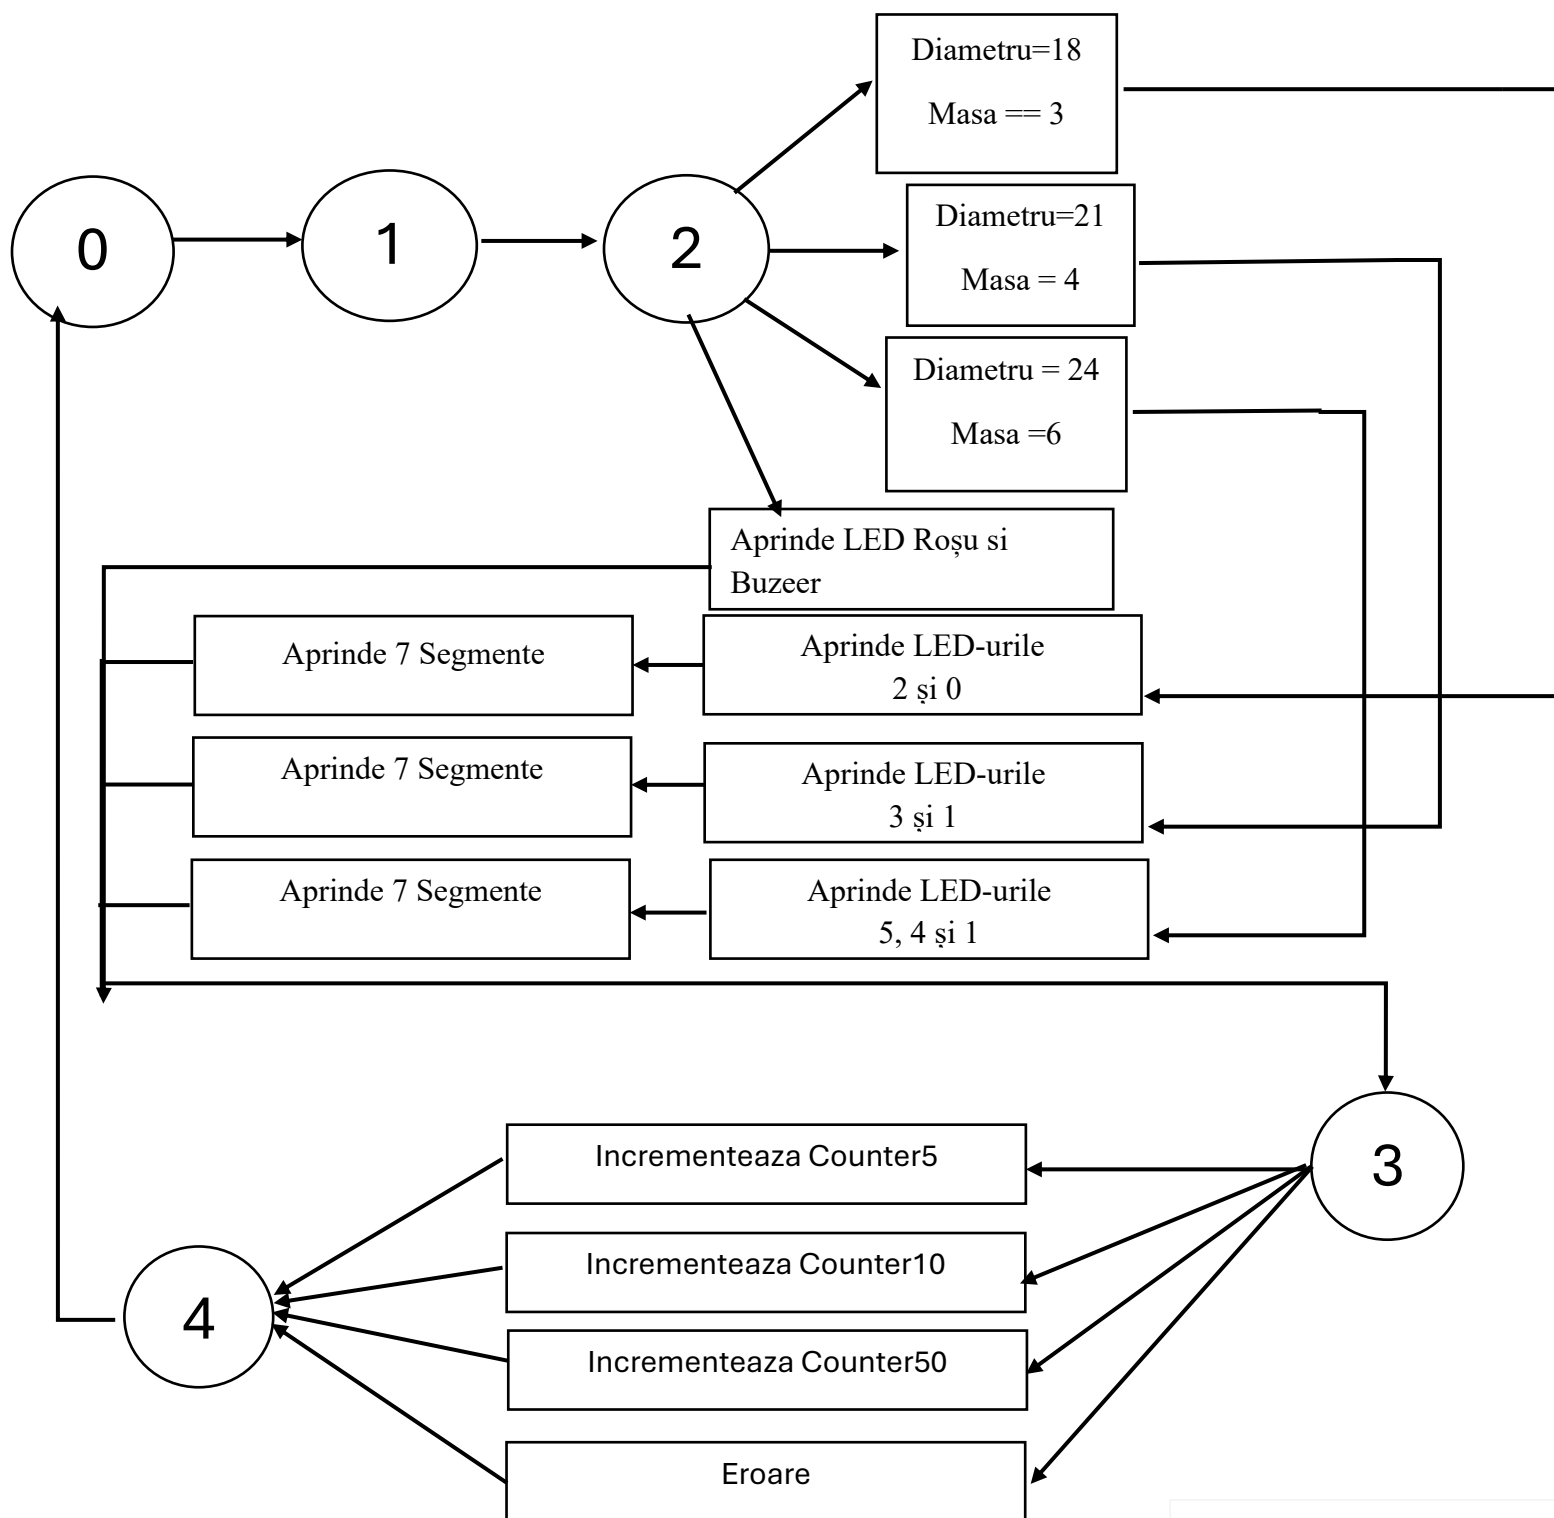 Diametru=18
Masa == 3
0
1
2
Diametru=21
Masa = 4
Diametru = 24
Masa =6
Aprinde LED Roșu si
Buzeer
Aprinde 7 Segmente
Aprinde LED-urile
2 și 0
Aprinde 7 Segmente
Aprinde LED-urile
3 și 1
Aprinde 7 Segmente
Aprinde LED-urile
5, 4 și 1
3
Incrementeaza Counter5
Incrementeaza Counter10
4
Incrementeaza Counter50
Eroare